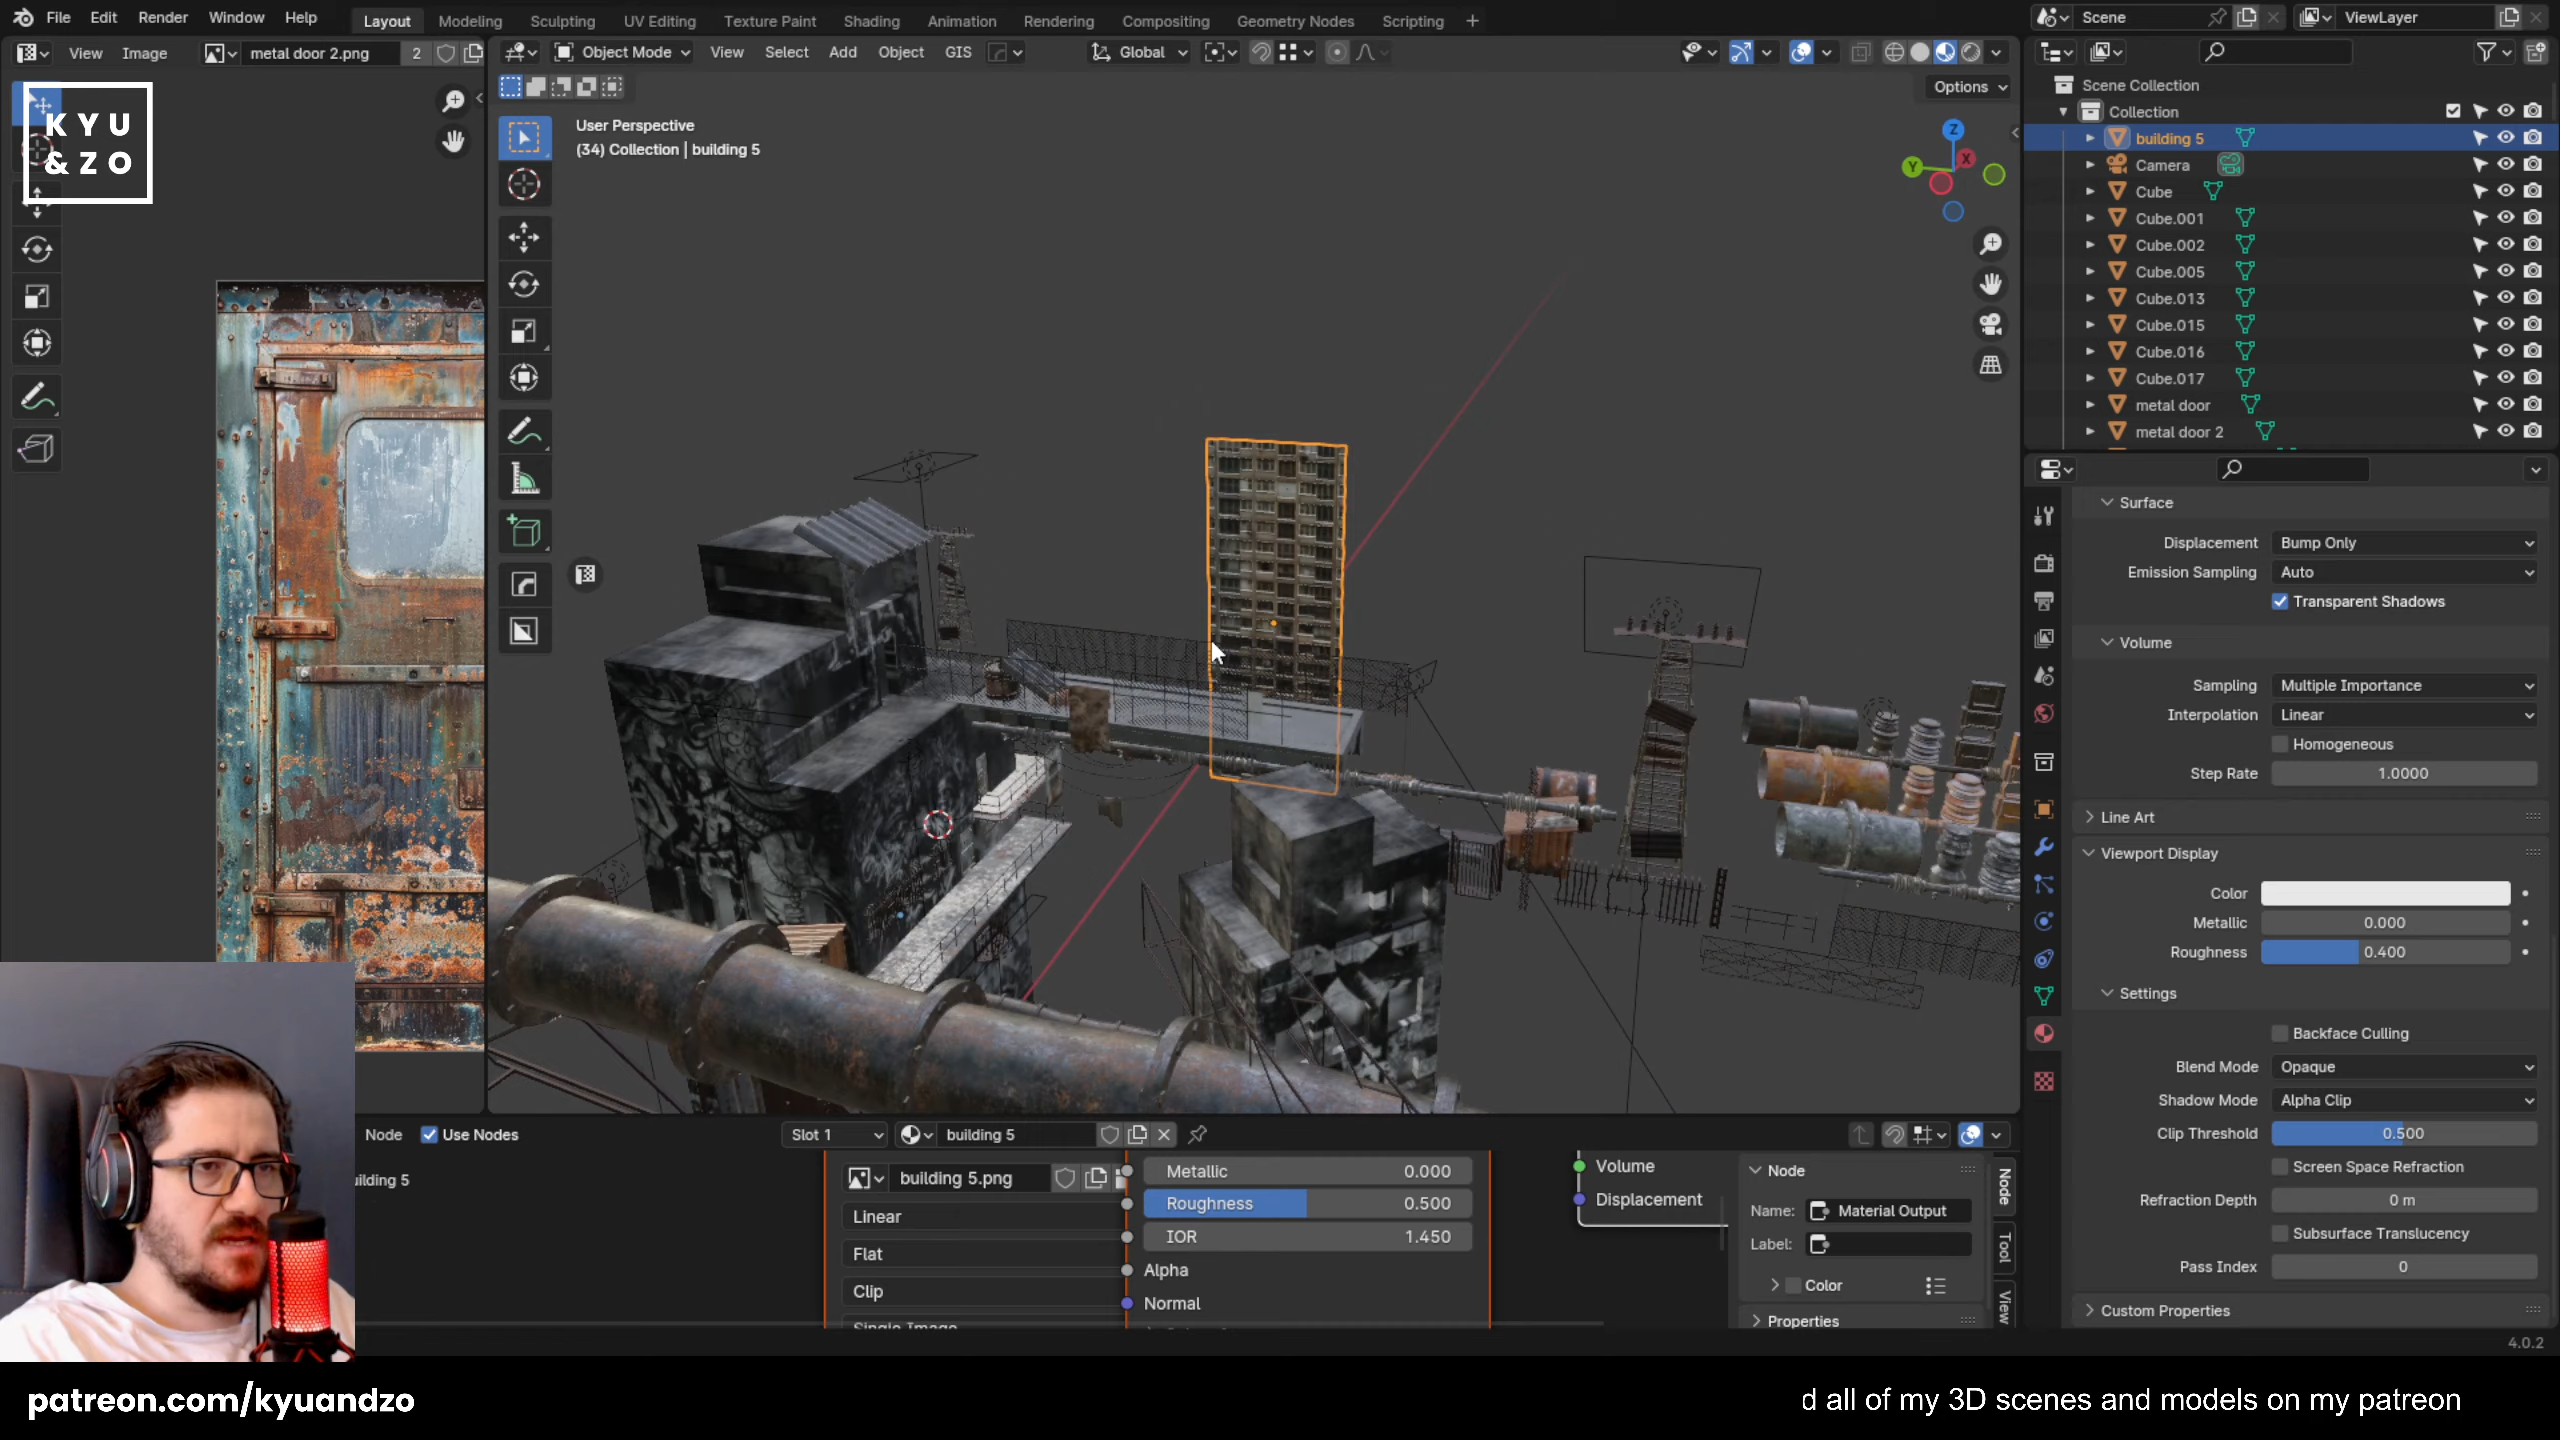 File Edit Render Window Help Layout Modeling Sculpting UV Editing Texture Paint Shading Animation Rendering Compositing Geometry Nodes Scripting + Scene ViewLayer
View Image metal door 2.png 2 Object Mode View Select Add Object GIS Global
Options
KYU
&ZO
User Perspective
(34) Collection | building 5
Z
X
Y
Scene Collection
Collection
building 5
Camera
Cube
Cube.001
Cube.002
Cube.005
Cube.013
Cube.015
Cube.016
Cube.017
metal door
metal door 2
Surface
Displacement Bump Only
Emission Sampling Auto
Transparent Shadows
Volume
Sampling Multiple Importance
Interpolation Linear
Homogeneous
Step Rate 1.0000
Line Art
Viewport Display
Color
Metallic 0.000
Roughness 0.400
Settings
Backface Culling
Blend Mode Opaque
Shadow Mode Alpha Clip
Clip Threshold 0.500
Screen Space Refraction
Refraction Depth 0 m
Subsurface Translucency
Pass Index 0
Custom Properties
Node Use Nodes Slot 1 building 5
uilding 5
building 5.png
Linear
Flat
Clip
Metallic 0.000
Roughness 0.500
IOR 1.450
Alpha
Normal
Volume
Displacement
Node
Name: Material Output
Label:
Color
Properties
Node
Tool
View
4.0.2
patreon.com/kyuandzo
d all of my 3D scenes and models on my patreon